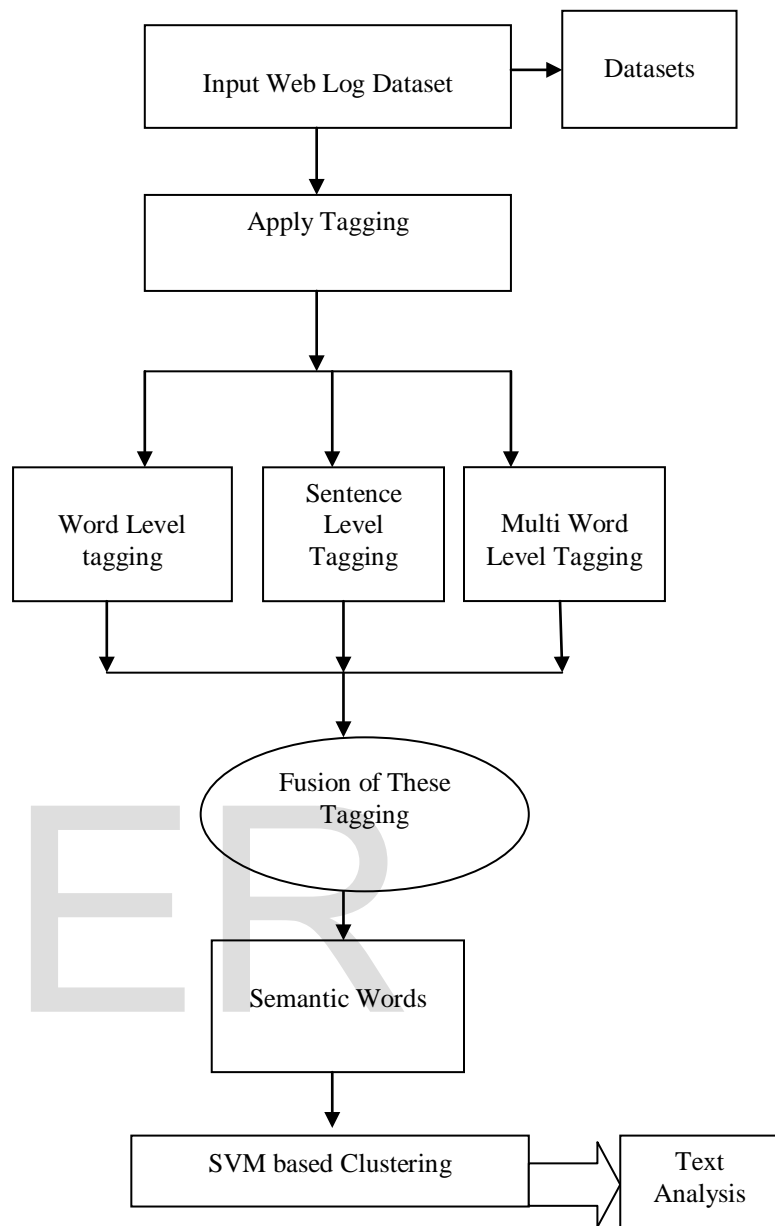 Input Web Log Dataset
Datasets
Apply Tagging
Word Level
tagging
Sentence
Level
Tagging
Multi Word
Level Tagging
Fusion of These
Tagging
ER
Semantic Words
SVM based Clustering
Text
Analysis